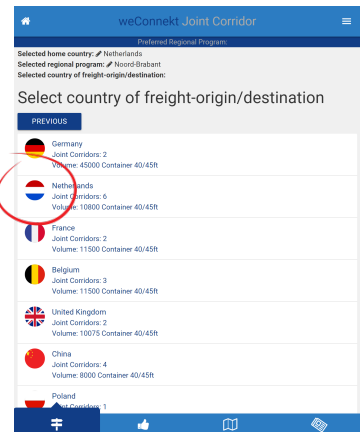 weConnekt Joint Corridor
Preferred Regional Program:
Selected home country: Netherlands
Selected regional program: Noord-Brabant
Selected country of freight-origin/destination:
Select country of freight-origin/destination
PREVIOUS
Germany
Joint Corridors: 2
Volume: 45000 Container 40/45ft
Netherlands
Joint Corridors: 6
Volume: 10800 Container 40/45ft
France
Joint Corridors: 2
Volume: 11500 Container 40/45ft
Belgium
Joint Corridors: 3
Volume: 11500 Container 40/45ft
United Kingdom
Joint Corridors: 2
Volume: 10075 Container 40/45ft
China
Joint Corridors: 4
Volume: 8000 Container 40/45ft
Poland
Joint Corridors: 1